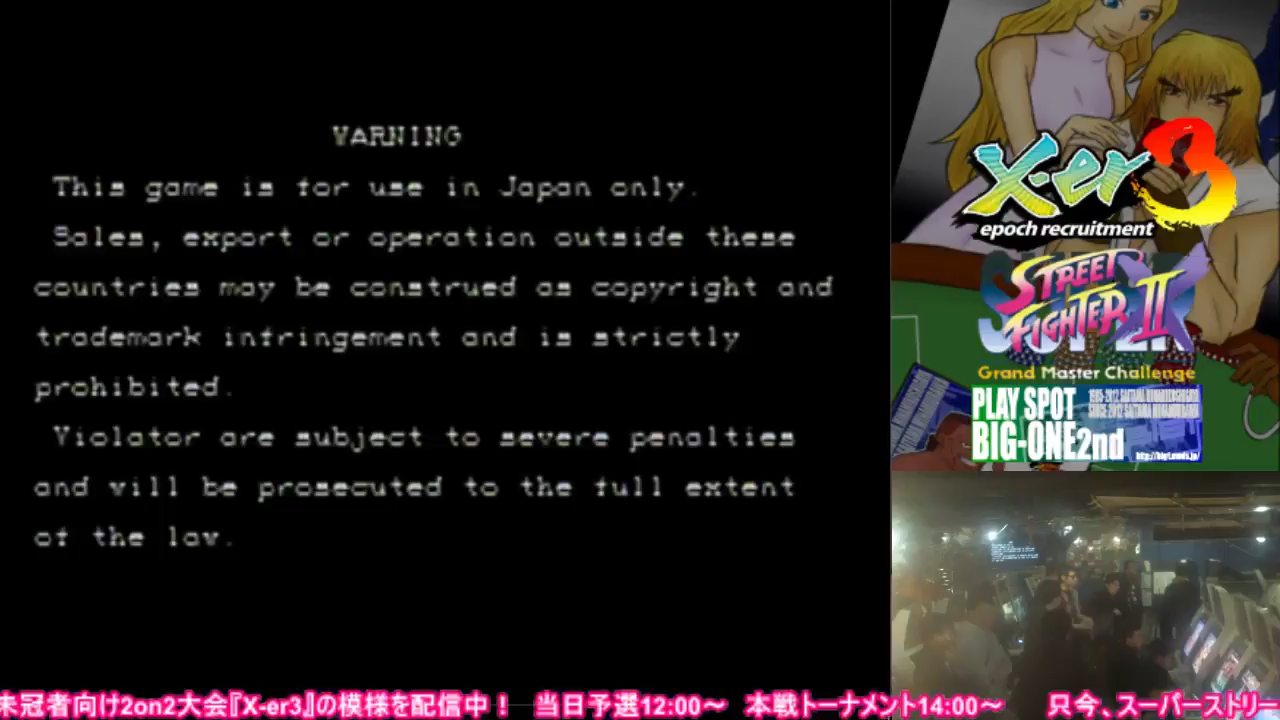 WARNING
This game is for use in Japan only.
Sales, export or operation outside these
countries may be construed as copyright and
trademark infringement and is strictly
prohibited.
Violator are subject to severe penalties
and will be prosecuted to the full extent
of the law.
X-er3
epoch recruitment
SUPER
STREET
FIGHTER II
X
Grand Master Challenge
PLAY SPOT
BIG-ONE2nd
未冠者向け2on2大会『X-er3』の模様を配信中！ 当日予選12:00〜 本戦トーナメント14:00〜 只今、スーパーストリー